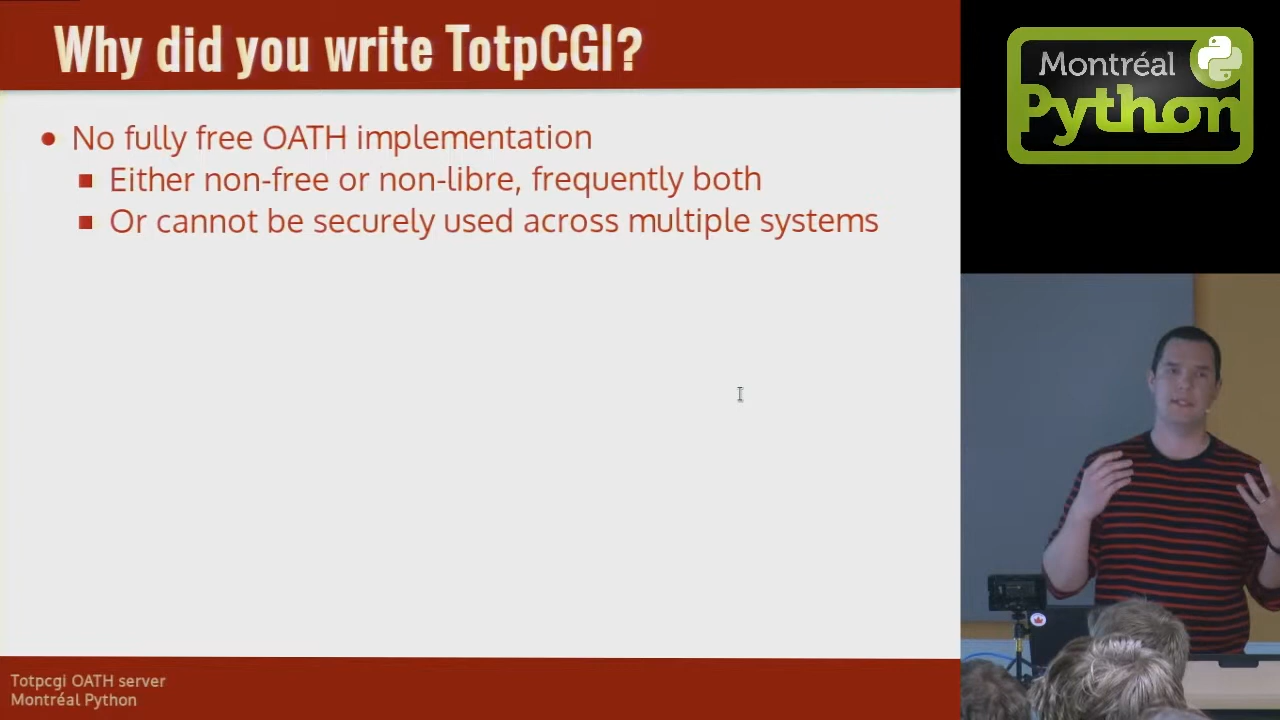 Why did you write TotpCGI?
No fully free OATH implementation
Either non-free or non-libre, frequently both
Or cannot be securely used across multiple systems
Totpcgi OATH server
Montréal Python
Montréal
Python